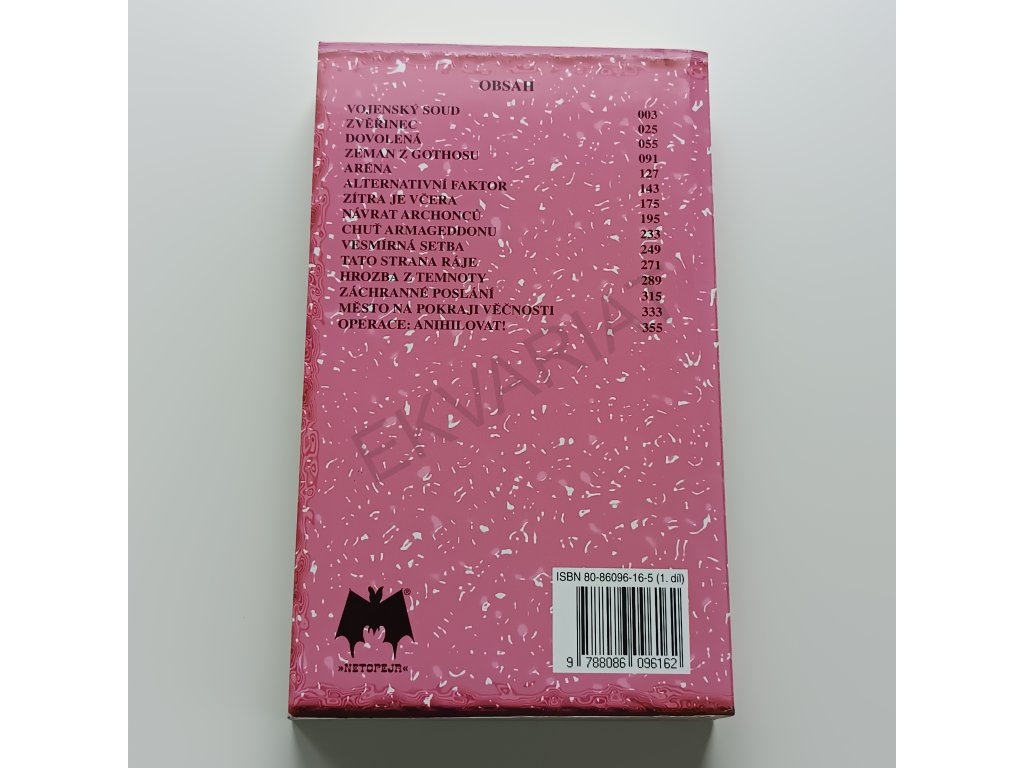 OBSAH
VOJENSKÝ SOUD 003
ZVĚŘINEC 025
DOVOLENÁ 055
ZEMAN Z GOTHOSU 091
ARÉNA 127
ALTERNATIVNÍ FAKTOR 143
ZÍTRA JE VČERA 175
NÁVRAT ARCHONCŮ 195
CHUŤ ARMAGEDDONU 233
VESMÍRNÁ SETBA 249
TATO STRANA RÁJE 271
HROZBA Z TEMNOTY 289
ZÁCHRANNÉ POSLÁNÍ 315
MĚSTO NA POKRAJI VĚČNOSTI 333
OPERACE: ANIHILOVAT! 355
EKVARIAT
ISBN 80-86096-16-5 (1. díl)
9 788086 096162
®
»NETOPEJR«